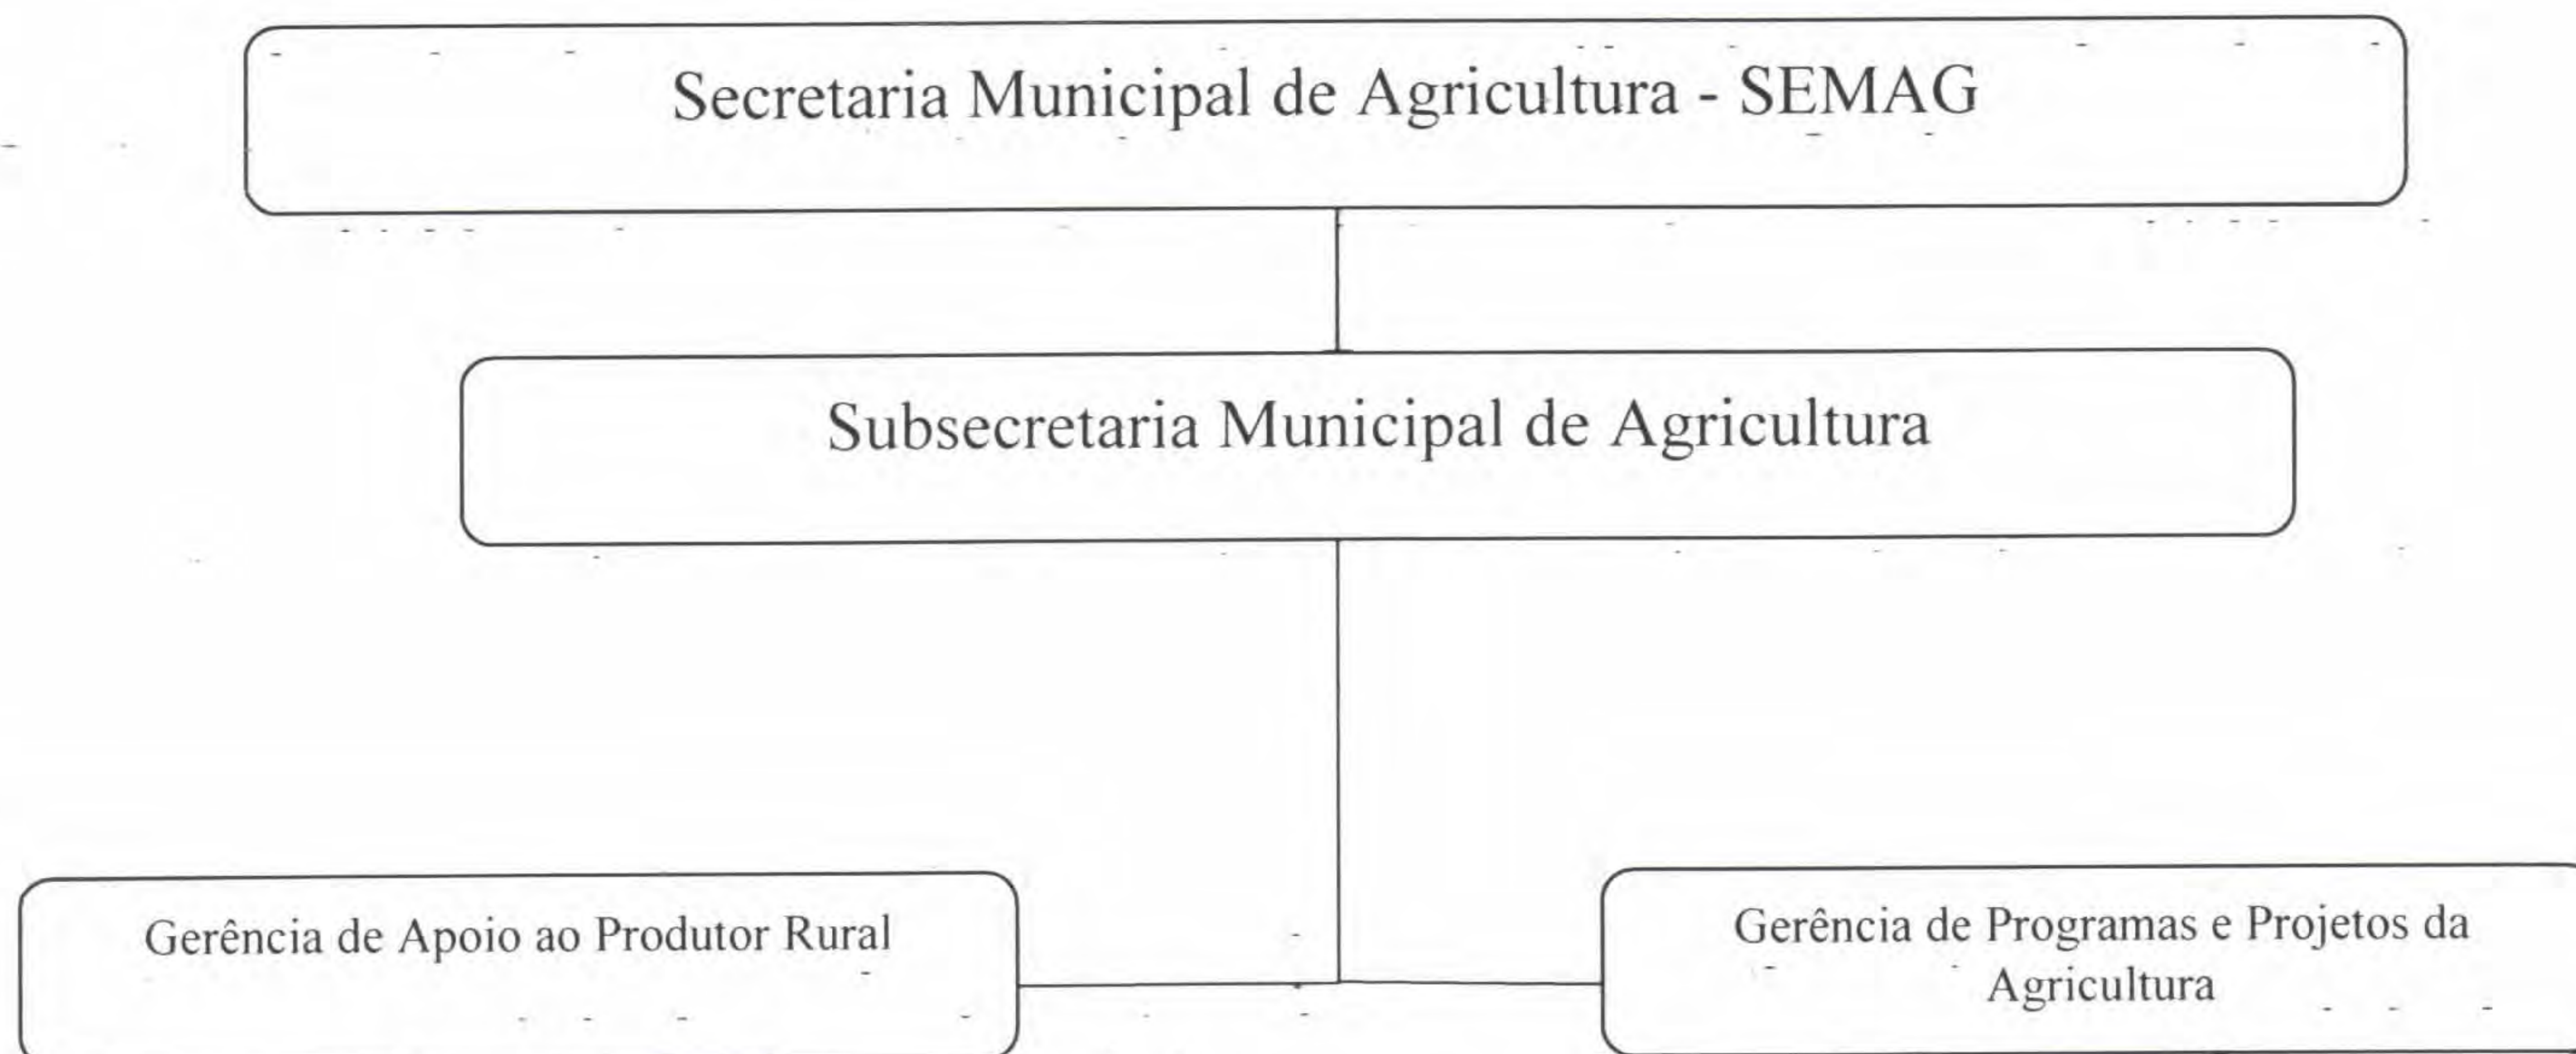 Secretaria Municipal de Agricultura - SEMAG
Subsecretaria Municipal de Agricultura
Gerência de Apoio ao Produtor Rural
Gerência de Programas e Projetos da
Agricultura